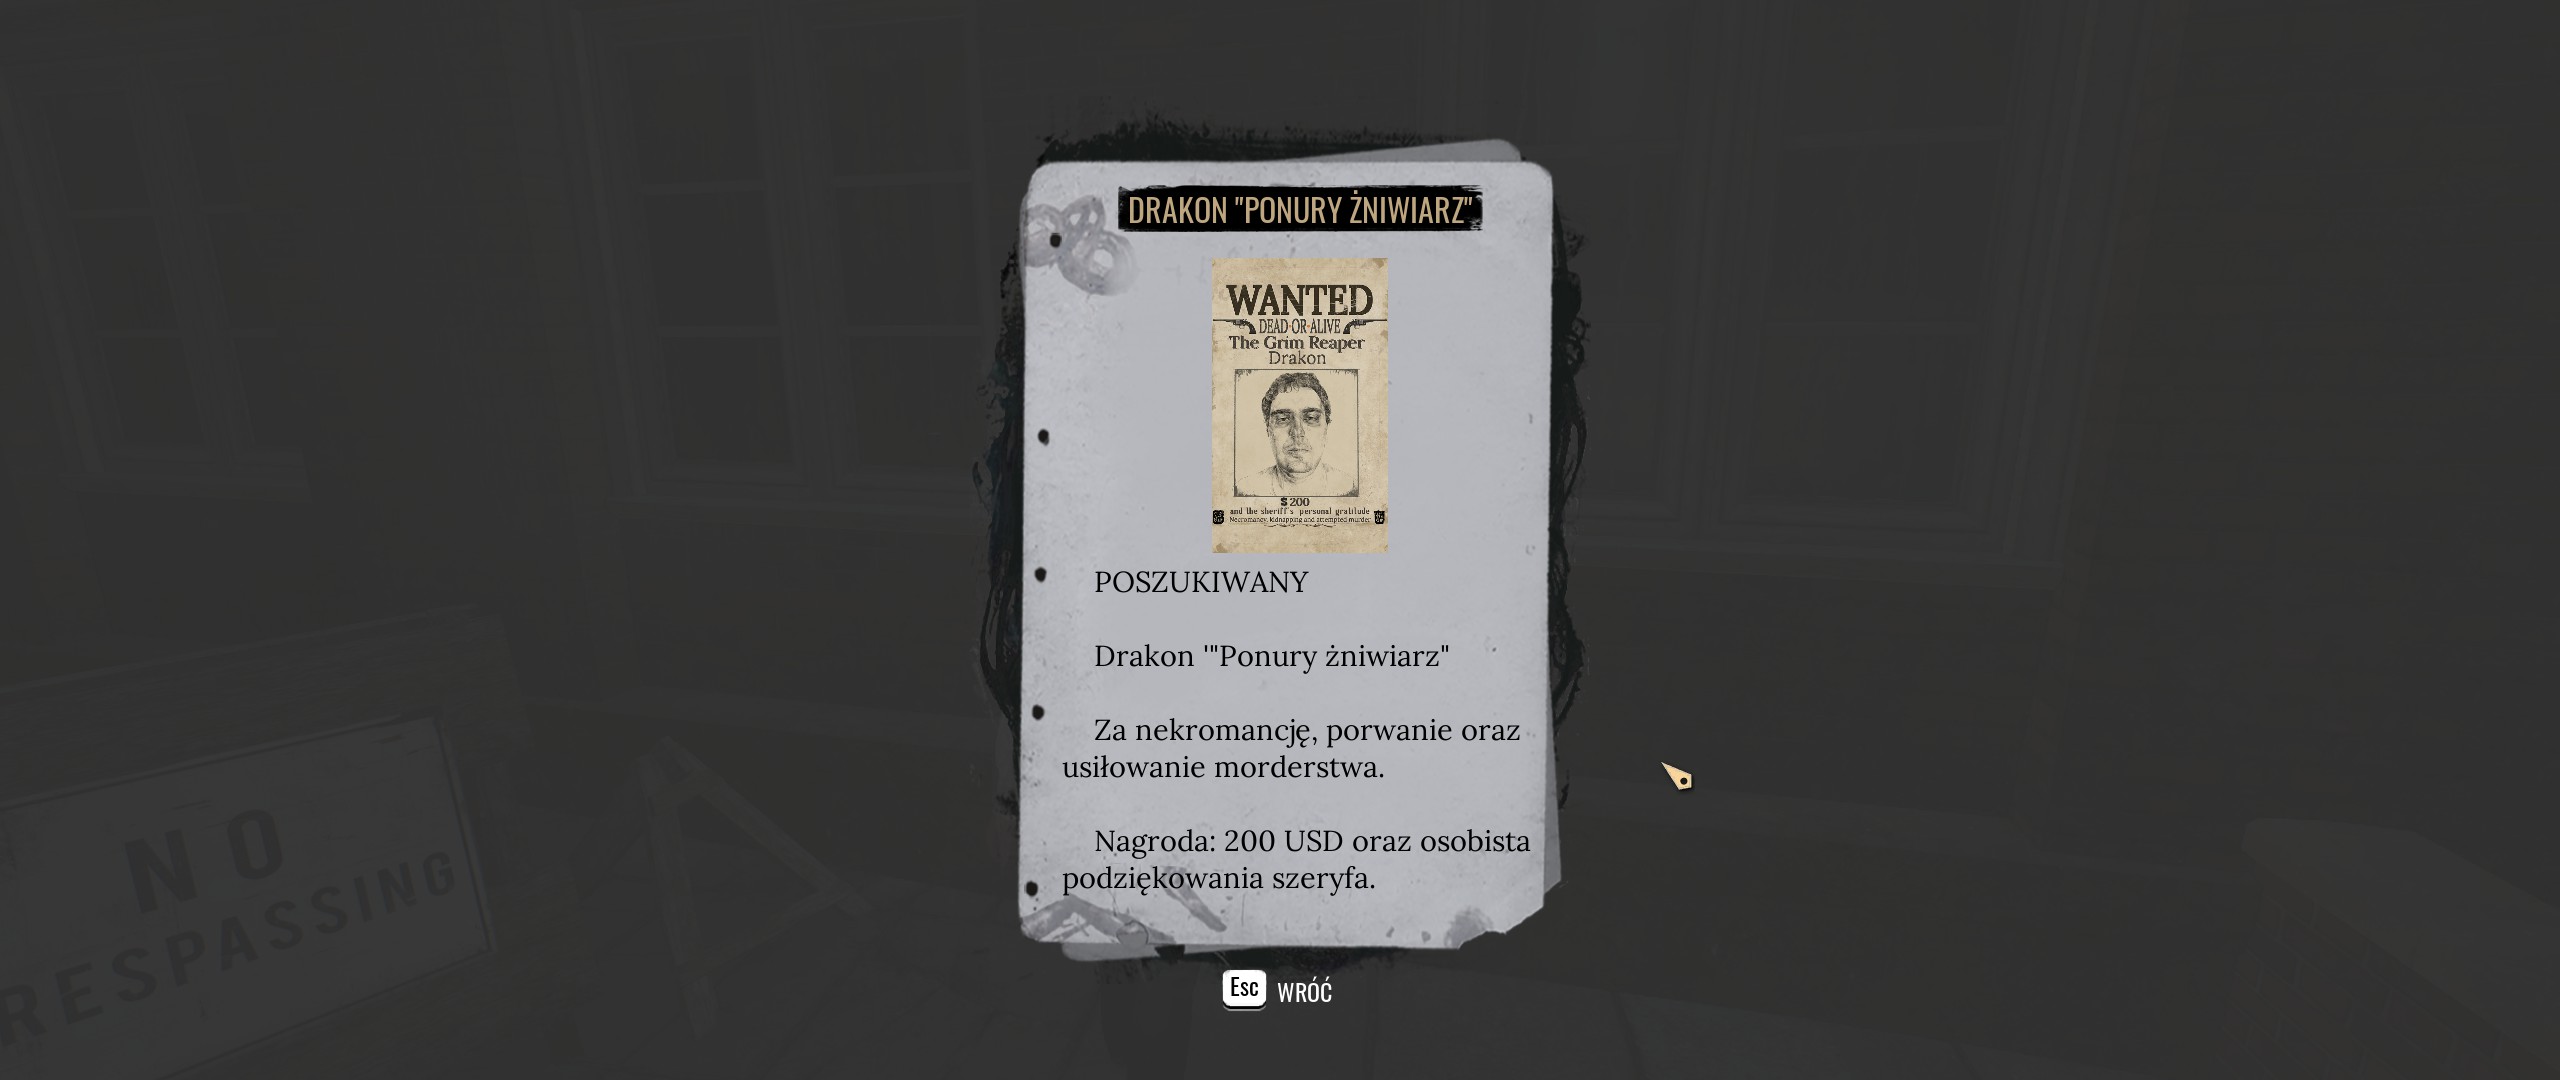 DRAKON "PONURY ŻNIWIARZ"
WANTED
DEAD OR ALIVE
The Grim Reaper
Drakon
$ 200
and the sheriff's personal gratitude
Necromancy, kidnapping and attempted murder
POSZUKIWANY
Drakon '"Ponury żniwiarz"
Za nekromancję, porwanie oraz
usiłowanie morderstwa.
Nagroda: 200 USD oraz osobista
podziękowania szeryfa.
NO
RESPASSING
Esc WRÓĆ